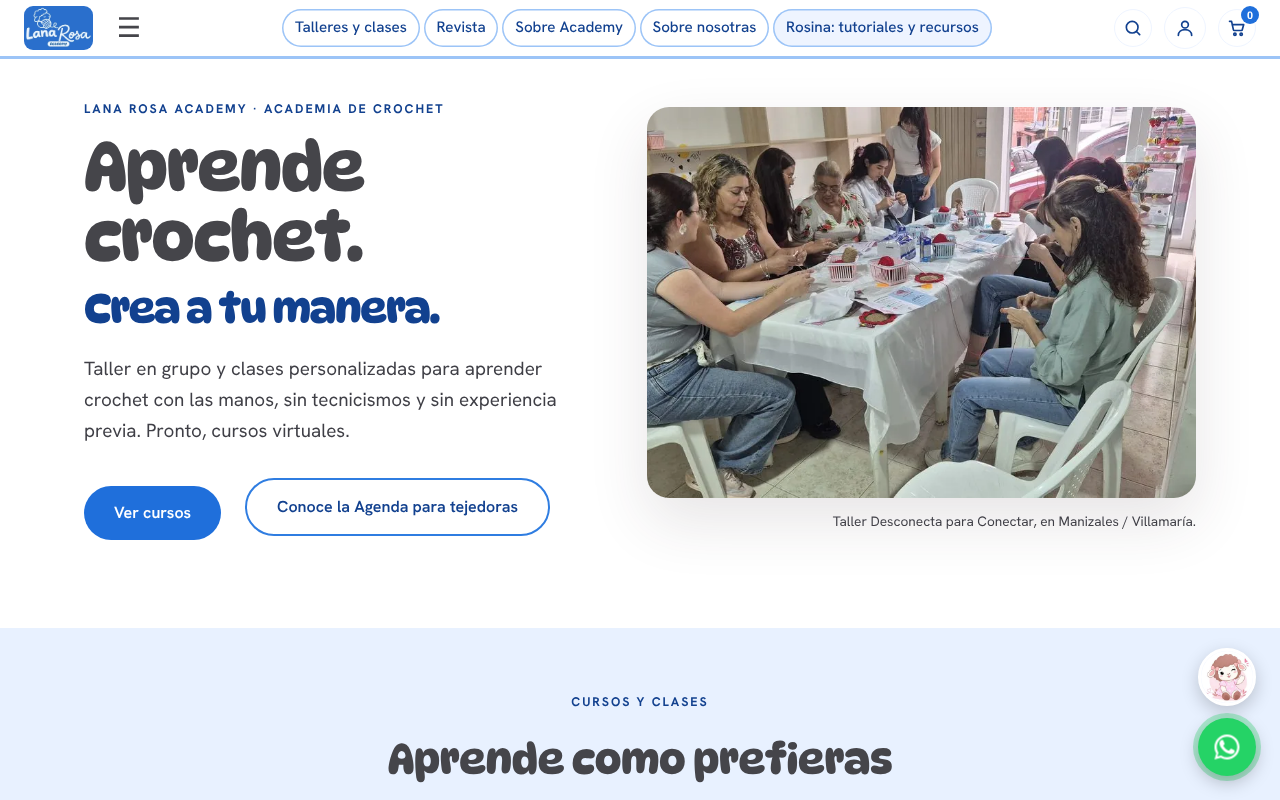 Lana Rosa
ACADEMY
Talleres y clases
Revista
Sobre Academy
Sobre nosotras
Rosina: tutoriales y recursos
0
LANA ROSA ACADEMY · ACADEMIA DE CROCHET
Aprende
crochet.
Crea a tu manera.
Taller en grupo y clases personalizadas para aprender
crochet con las manos, sin tecnicismos y sin experiencia
previa. Pronto, cursos virtuales.
Ver cursos
Conoce la Agenda para tejedoras
Taller Desconecta para Conectar, en Manizales / Villamaría.
CURSOS Y CLASES
Aprende como prefieras